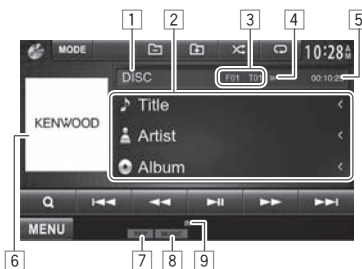 1 2 3 4 5
MODE 10:28 AM
DISC F01 T01 00:10:25
KENWOOD
Title
Artist
Album
MENU
6 7 8 9